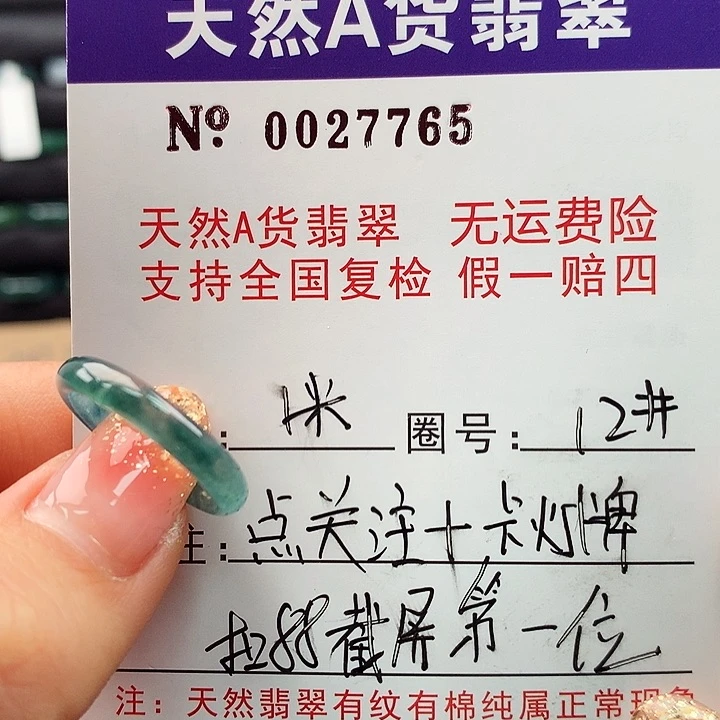 天然A货翡翠
Nº. 0027765
天然A货翡翠 无运费险
支持全国复检 假一赔四
: 1米 圈号: 12#
注: 点关注十卡灯牌
扣88截屏第一位
注: 天然翡翠有纹有棉纯属正常现象